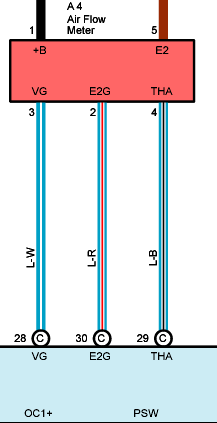 A 4
Air Flow
Meter
1 5
+B E2
VG E2G THA
3 2 4
L-W L-R L-B
28 C 30 C 29 C
VG E2G THA
OC1+ PSW